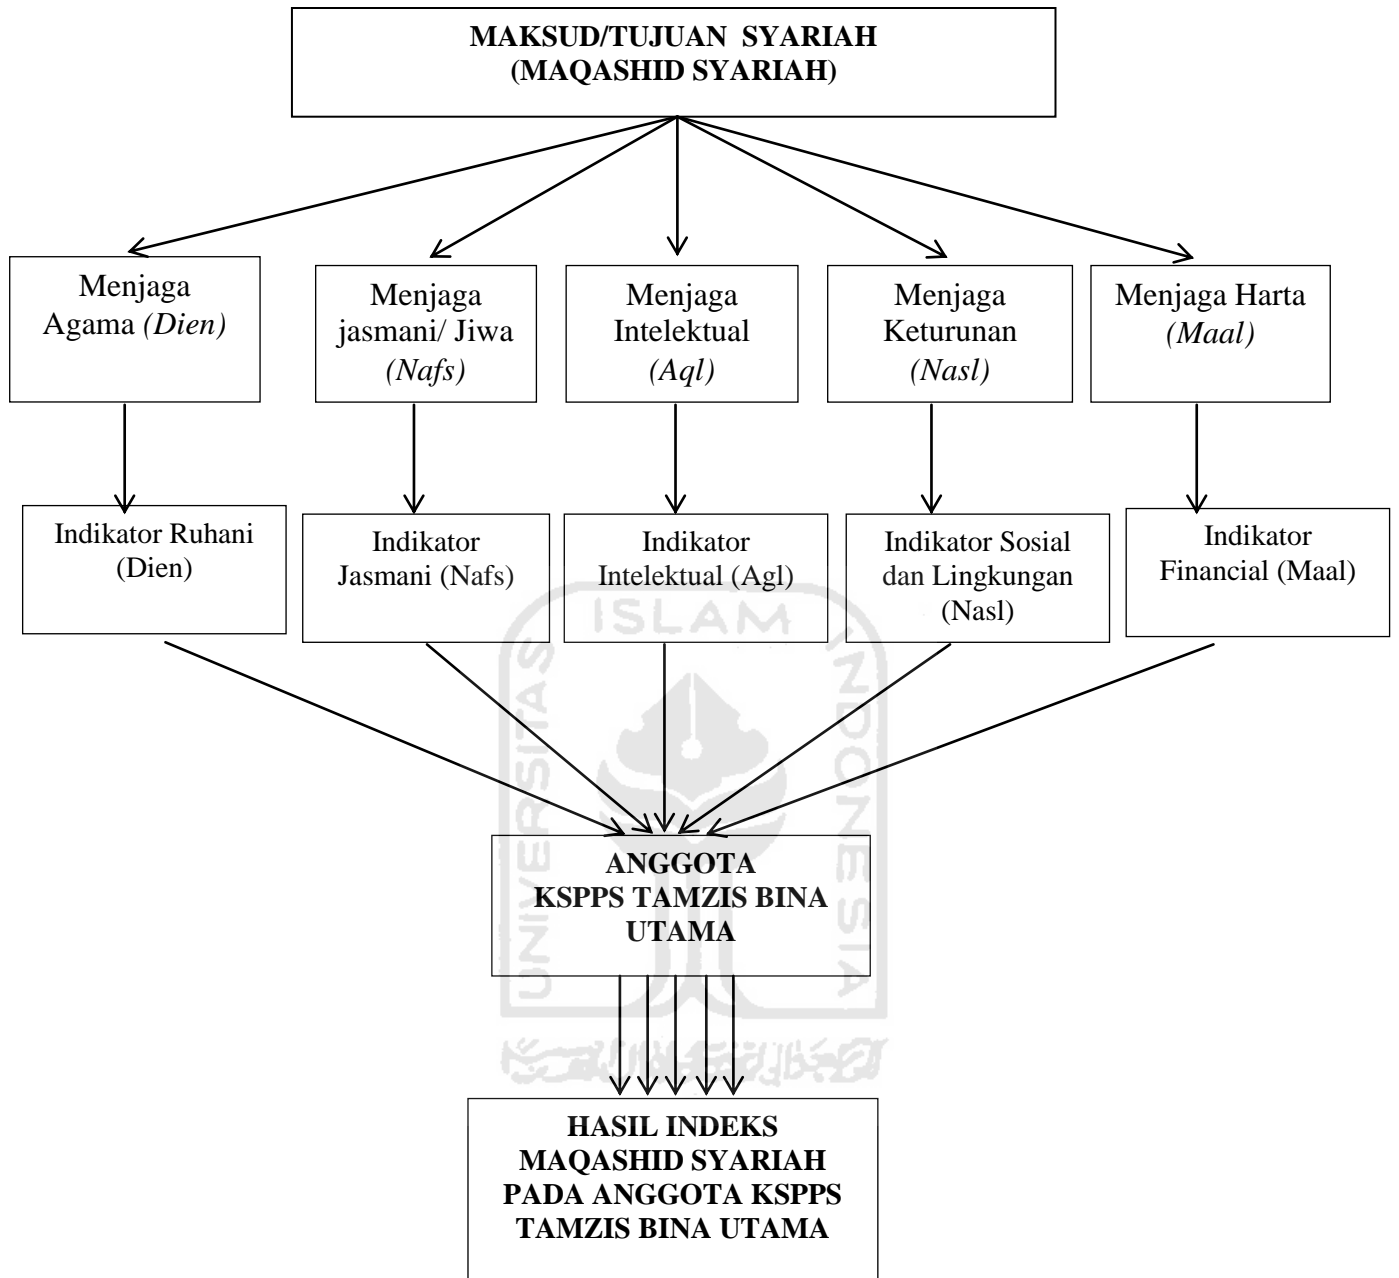 MAKSUD/TUJUAN SYARIAH
(MAQASHID SYARIAH)
Menjaga
Agama (Dien)
Menjaga
jasmani/ Jiwa
(Nafs)
Menjaga
Intelektual
(Aql)
Menjaga
Keturunan
(Nasl)
Menjaga Harta
(Maal)
Indikator Ruhani
(Dien)
Indikator
Jasmani (Nafs)
Indikator
Intelektual (Agl)
Indikator Sosial
dan Lingkungan
(Nasl)
Indikator
Financial (Maal)
ISLAM
UNIVERSITAS
INDONESIA
ANGGOTA
KSPPS TAMZIS BINA
UTAMA
HASIL INDEKS
MAQASHID SYARIAH
PADA ANGGOTA KSPPS
TAMZIS BINA UTAMA